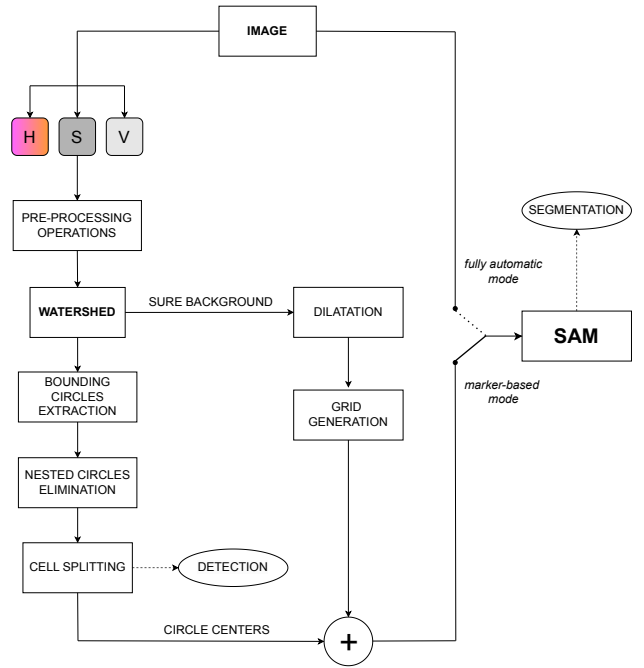 IMAGE
H
S
V
PRE-PROCESSING
OPERATIONS
SEGMENTATION
fully automatic
mode
WATERSHED
SURE BACKGROUND
DILATATION
SAM
BOUNDING
CIRCLES
EXTRACTION
marker-based
mode
GRID
GENERATION
NESTED CIRCLES
ELIMINATION
CELL SPLITTING
DETECTION
CIRCLE CENTERS
+